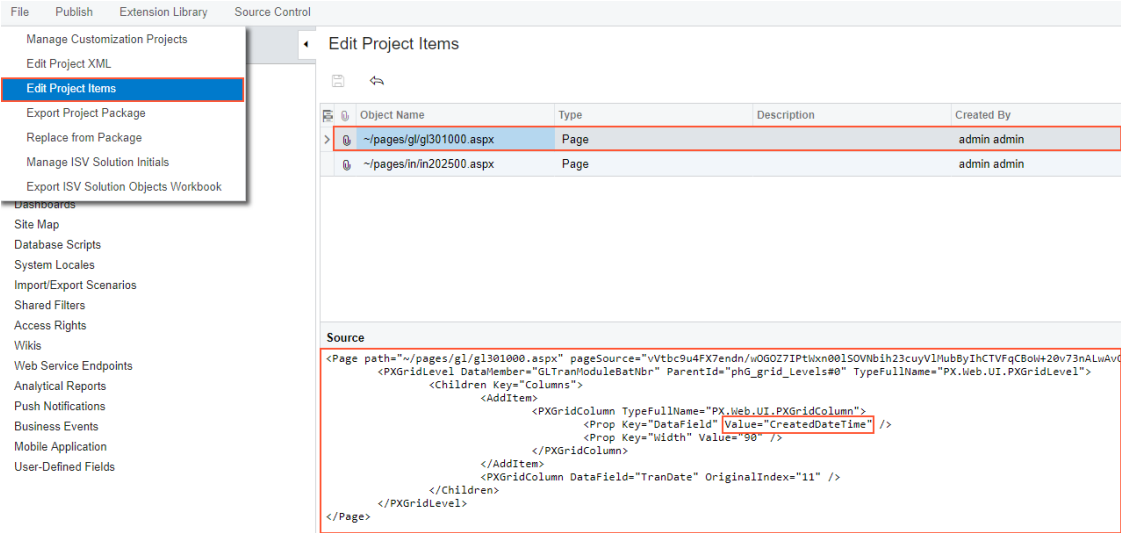 File Publish Extension Library Source Control
Manage Customization Projects
Edit Project XML
Edit Project Items
Export Project Package
Replace from Package
Manage ISV Solution Initials
Export ISV Solution Objects Workbook
Dashboards
Site Map
Database Scripts
System Locales
Import/Export Scenarios
Shared Filters
Access Rights
Wikis
Web Service Endpoints
Analytical Reports
Push Notifications
Business Events
Mobile Application
User-Defined Fields
Edit Project Items
Object Name Type Description Created By
~/pages/gl/gl301000.aspx Page admin admin
~/pages/in/in202500.aspx Page admin admin
Source
<Page path="~/pages/gl/gl301000.aspx" pageSource="vVtbc9u4FX7endn/wOGOZ7IPtWxn00lSOVNbih23cuyVlMubByIhCTVFqCBoW+20v73nALwAvC
<PXGridLevel DataMember="GLTranModuleBatNbr" ParentId="phG_grid_Levels#0" TypeFullName="PX.Web.UI.PXGridLevel">
<Children Key="Columns">
<AddItem>
<PXGridColumn TypeFullName="PX.Web.UI.PXGridColumn">
<Prop Key="DataField" Value="CreatedDateTime" />
<Prop Key="Width" Value="90" />
</PXGridColumn>
</AddItem>
<PXGridColumn DataField="TranDate" OriginalIndex="11" />
</Children>
</PXGridLevel>
</Page>